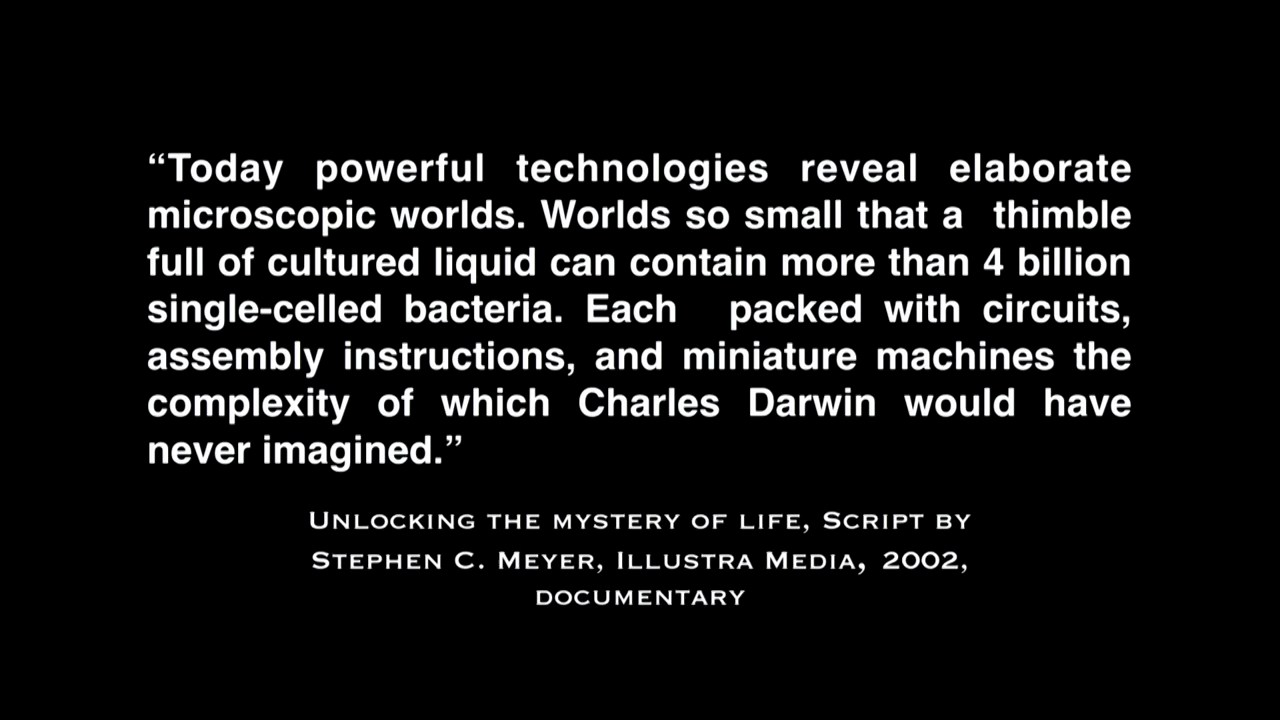 “Today powerful technologies reveal elaborate
microscopic worlds. Worlds so small that a thimble
full of cultured liquid can contain more than 4 billion
single-celled bacteria. Each packed with circuits,
assembly instructions, and miniature machines the
complexity of which Charles Darwin would have
never imagined.”
Unlocking the mystery of life, Script by
Stephen C. Meyer, Illustra Media, 2002,
documentary